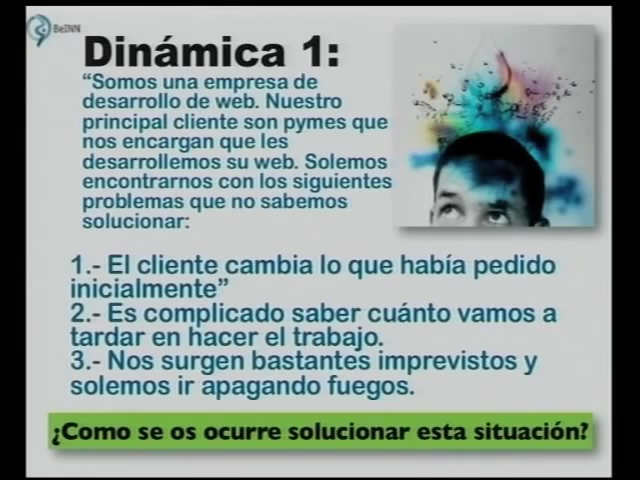 BeINN
Dinámica 1:
“Somos una empresa de
desarrollo de web. Nuestro
principal cliente son pymes que
nos encargan que les
desarrollemos su web. Solemos
encontrarnos con los siguientes
problemas que no sabemos
solucionar:
1.- El cliente cambia lo que había pedido
inicialmente”
2.- Es complicado saber cuánto vamos a
tardar en hacer el trabajo.
3.- Nos surgen bastantes imprevistos y
solemos ir apagando fuegos.
¿Como se os ocurre solucionar esta situación?